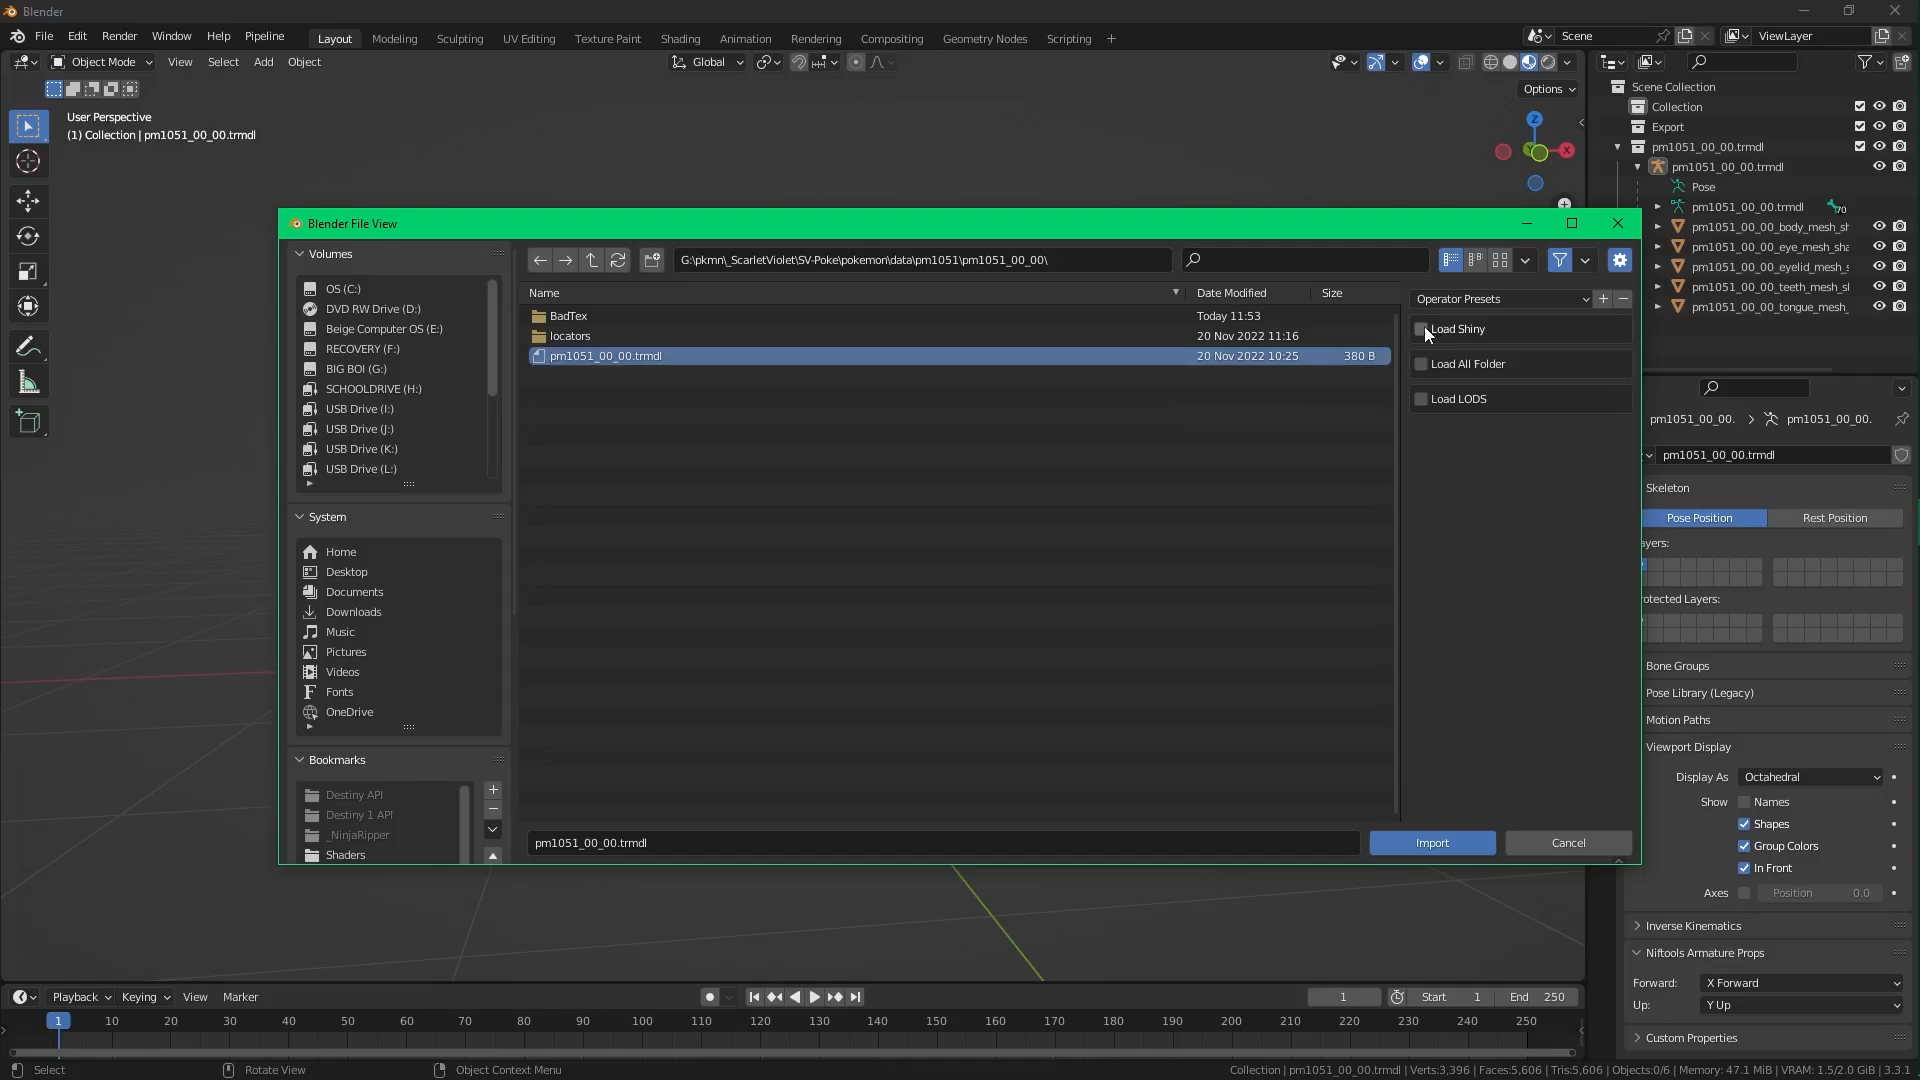 Blender
File Edit Render Window Help Pipeline Layout Modeling Sculpting UV Editing Texture Paint Shading Animation Rendering Compositing Geometry Nodes Scripting + Scene ViewLayer
Object Mode View Select Add Object Global
Options
User Perspective
(1) Collection | pm1051_00_00.trmdl
Z
X
Scene Collection
Collection
Export
pm1051_00_00.trmdl
pm1051_00_00.trmdl
Pose
pm1051_00_00.trmdl 70
pm1051_00_00_body_mesh_sh
pm1051_00_00_eye_mesh_sha
pm1051_00_00_eyelid_mesh_s
pm1051_00_00_teeth_mesh_sl
pm1051_00_00_tongue_mesh_
Blender File View
Volumes
OS (C:)
DVD RW Drive (D:)
Beige Computer OS (E:)
RECOVERY (F:)
BIG BOI (G:)
SCHOOLDRIVE (H:)
USB Drive (I:)
USB Drive (J:)
USB Drive (K:)
USB Drive (L:)
System
Home
Desktop
Documents
Downloads
Music
Pictures
Videos
Fonts
OneDrive
Bookmarks
Destiny API
Destiny 1 API
_NinjaRipper
Shaders
G:\pkmn\_ScarletViolet\SV-Poke\pokemon\data\pm1051\pm1051_00_00\
Name Date Modified Size
BadTex Today 11:53
locators 20 Nov 2022 11:16
pm1051_00_00.trmdl 20 Nov 2022 10:25 380 B
Operator Presets
Load Shiny
Load All Folder
Load LODS
pm1051_00_00.trmdl
Import Cancel
pm1051_00_00. pm1051_00_00.
pm1051_00_00.trmdl
Skeleton
Pose Position Rest Position
ayers:
otected Layers:
Bone Groups
Pose Library (Legacy)
Motion Paths
Viewport Display
Display As Octahedral
Show Names
Shapes
Group Colors
In Front
Axes Position 0.0
Inverse Kinematics
Niftools Armature Props
Forward: X Forward
Up: Y Up
Custom Properties
Playback Keying View Marker 1 Start 1 End 250
1 10 20 30 40 50 60 70 80 90 100 110 120 130 140 150 160 170 180 190 200 210 220 230 240 250
Select Rotate View Object Context Menu Collection | pm1051_00_00.trmdl | Verts:3,396 | Faces:5,606 | Tris:5,606 | Objects:0/6 | Memory: 47.1 MiB | VRAM: 1.5/2.0 GiB | 3.3.1